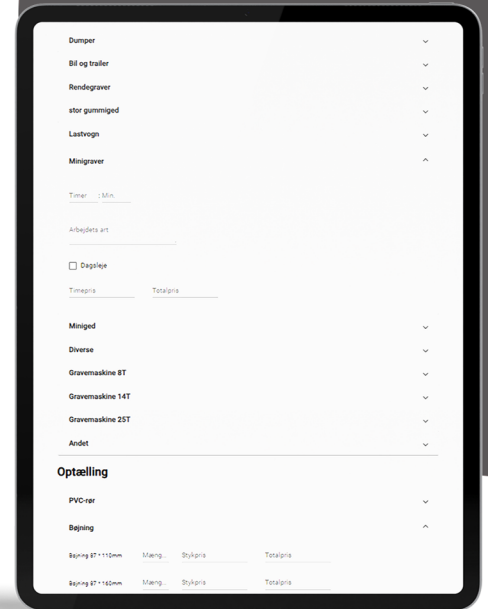 Dumper
Bil og trailer
Rendegraver
stor gummiged
Lastvogn
Minigraver
Timer : Min.
Arbejdets art
Dagsleje
Timepris Totalpris
Miniged
Diverse
Gravemaskine 8T
Gravemaskine 14T
Gravemaskine 25T
Andet
Optælling
PVC-rør
Bøjning
Bøjning 87 * 110mm Mæng... Stykpris Totalpris
Bøjning 87 * 160mm Mæng... Stykpris Totalpris